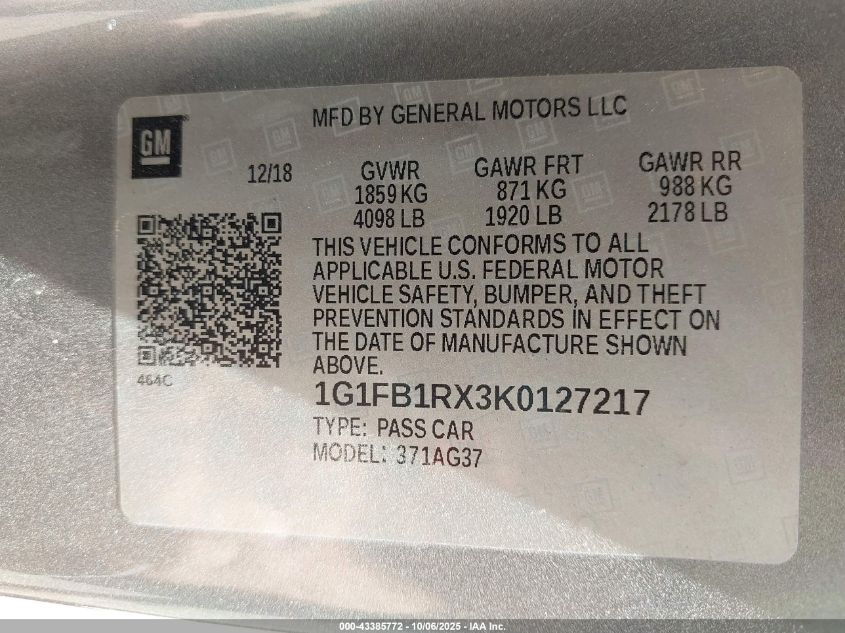 MFD BY GENERAL MOTORS LLC
GM
12/18 GVWR GAWR FRT GAWR RR
1859 KG 871 KG 988 KG
4098 LB 1920 LB 2178 LB
THIS VEHICLE CONFORMS TO ALL
APPLICABLE U.S. FEDERAL MOTOR
VEHICLE SAFETY, BUMPER, AND THEFT
PREVENTION STANDARDS IN EFFECT ON
THE DATE OF MANUFACTURE SHOWN
ABOVE.
464C
1G1FB1RX3K0127217
TYPE: PASS CAR
MODEL: 371AG37
000-43385772 - 10/06/2025 - IAA Inc.